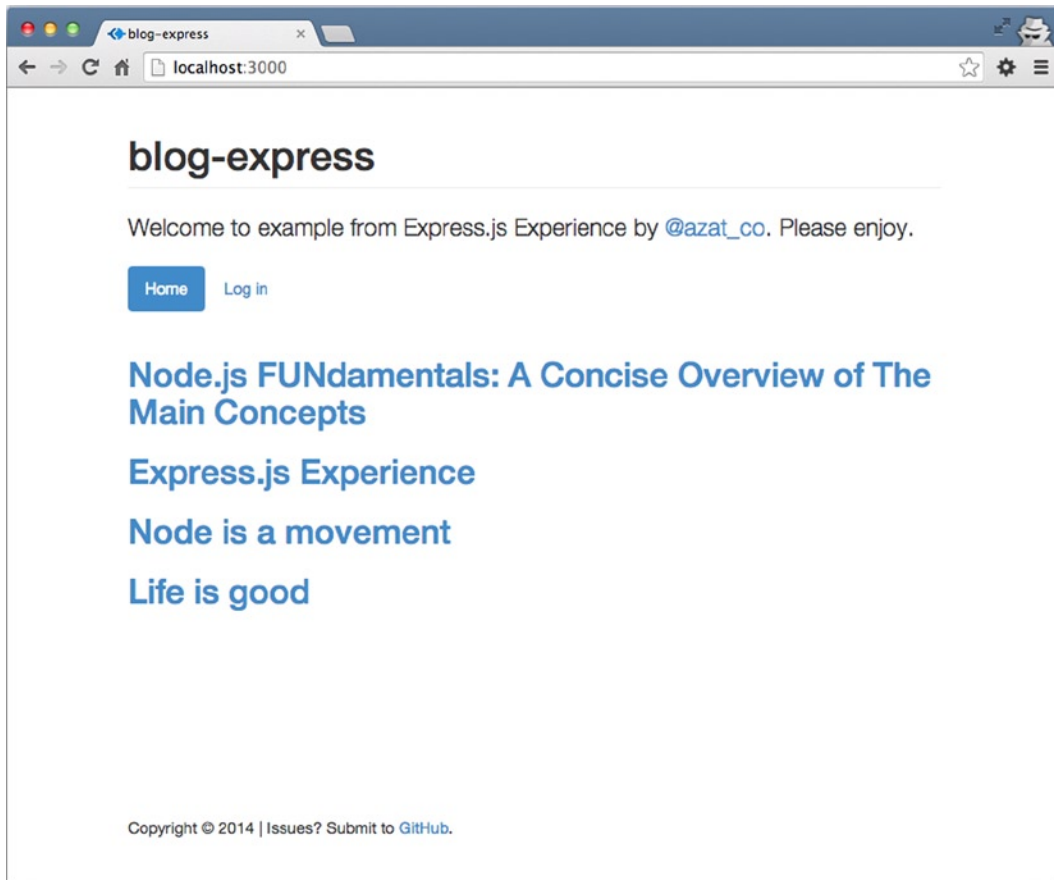 blog-express
localhost:3000
blog-express
Welcome to example from Express.js Experience by @azat_co. Please enjoy.
Home Log in
Node.js FUNdamentals: A Concise Overview of The
Main Concepts
Express.js Experience
Node is a movement
Life is good
Copyright © 2014 | Issues? Submit to GitHub.